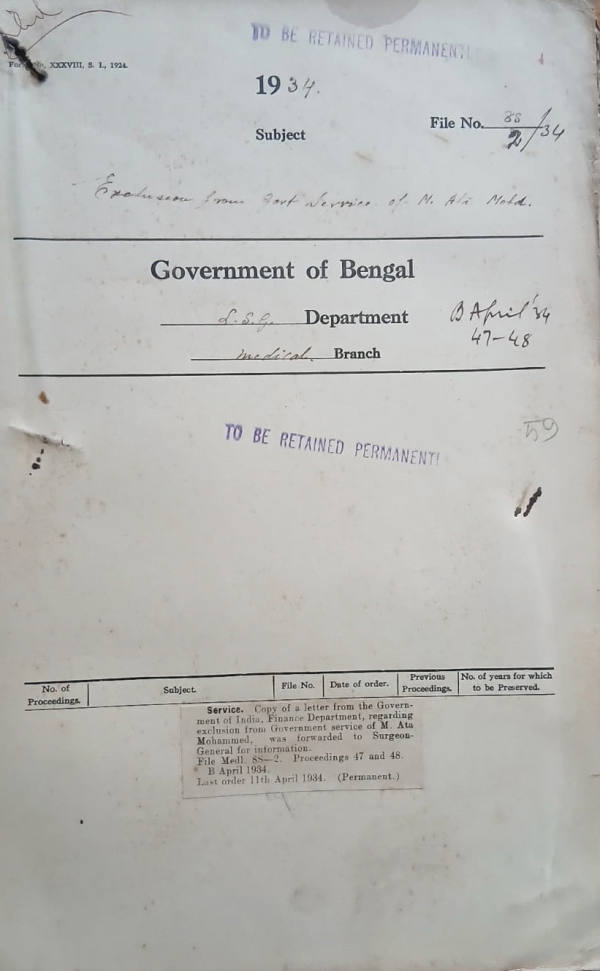 TO BE RETAINED PERMANENTL
XXXVIII, S. I., 1924.
1934.
File No. 8S/2/34
Subject
Exclusion from Govt Service of M. Ata Mohd.
Government of Bengal
L.S.G. Department
B April '34
Medical. Branch
47-48
59
TO BE RETAINED PERMANENTL
No. of Proceedings.
Subject.
File No.
Date of order.
Previous Proceedings.
No. of years for which to be Preserved.
Service. Copy of a letter from the Govern-
ment of India, Finance Department, regarding
exclusion from Government service of M. Ata
Mohammed, was forwarded to Surgeon-
General for information.
File Medl. 8S—2. Proceedings 47 and 48.
B April 1934.
Last order 11th April 1934. (Permanent.)